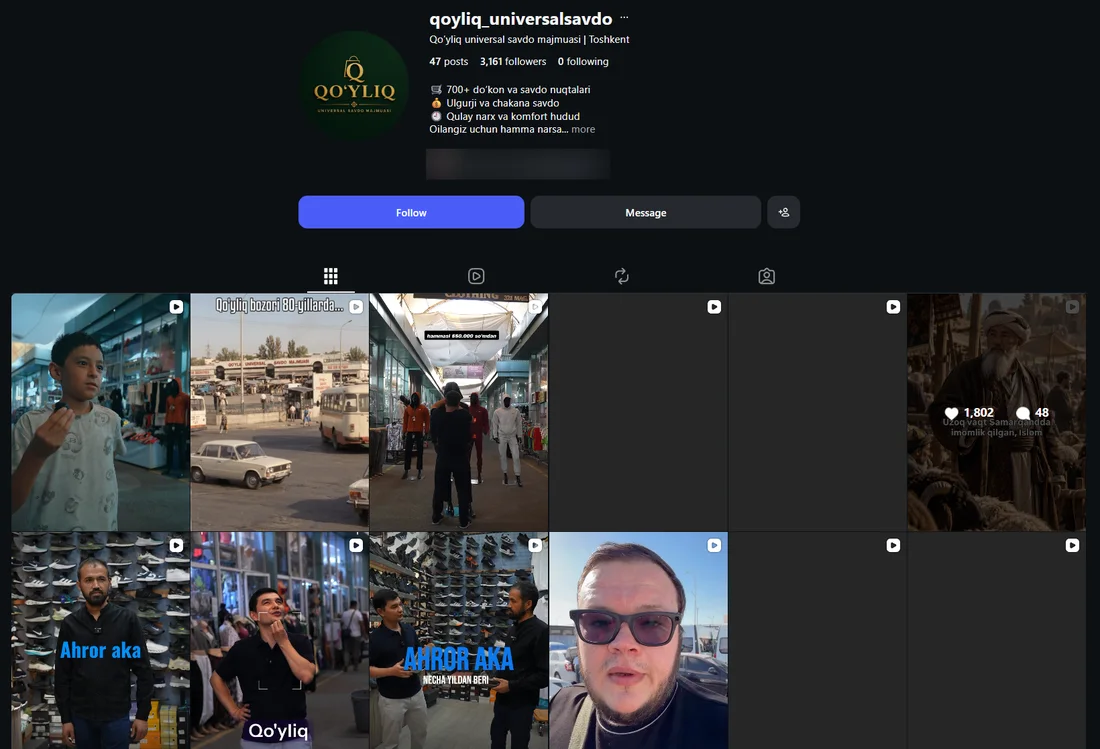 qoyliq_universalsavdo ...
Qo'yliq universal savdo majmuasi | Toshkent
47 posts 3,161 followers 0 following
Q
QO'YLIQ
UNIVERSAL SAVDO MAJMUASI
700+ do'kon va savdo nuqtalari
Ulgurji va chakana savdo
Qulay narx va komfort hudud
Oilangiz uchun hamma narsa... more
Follow
Message
Qo'yliq bozori 80-yillarda...
hammasi 660.000 so'mdan
1,802 48
Uzoq vaqt Samarqandda
imomlik qilgan, Islom
Ahror aka
Qo'yliq
AHROR AKA
NECHA YILDAN BERI